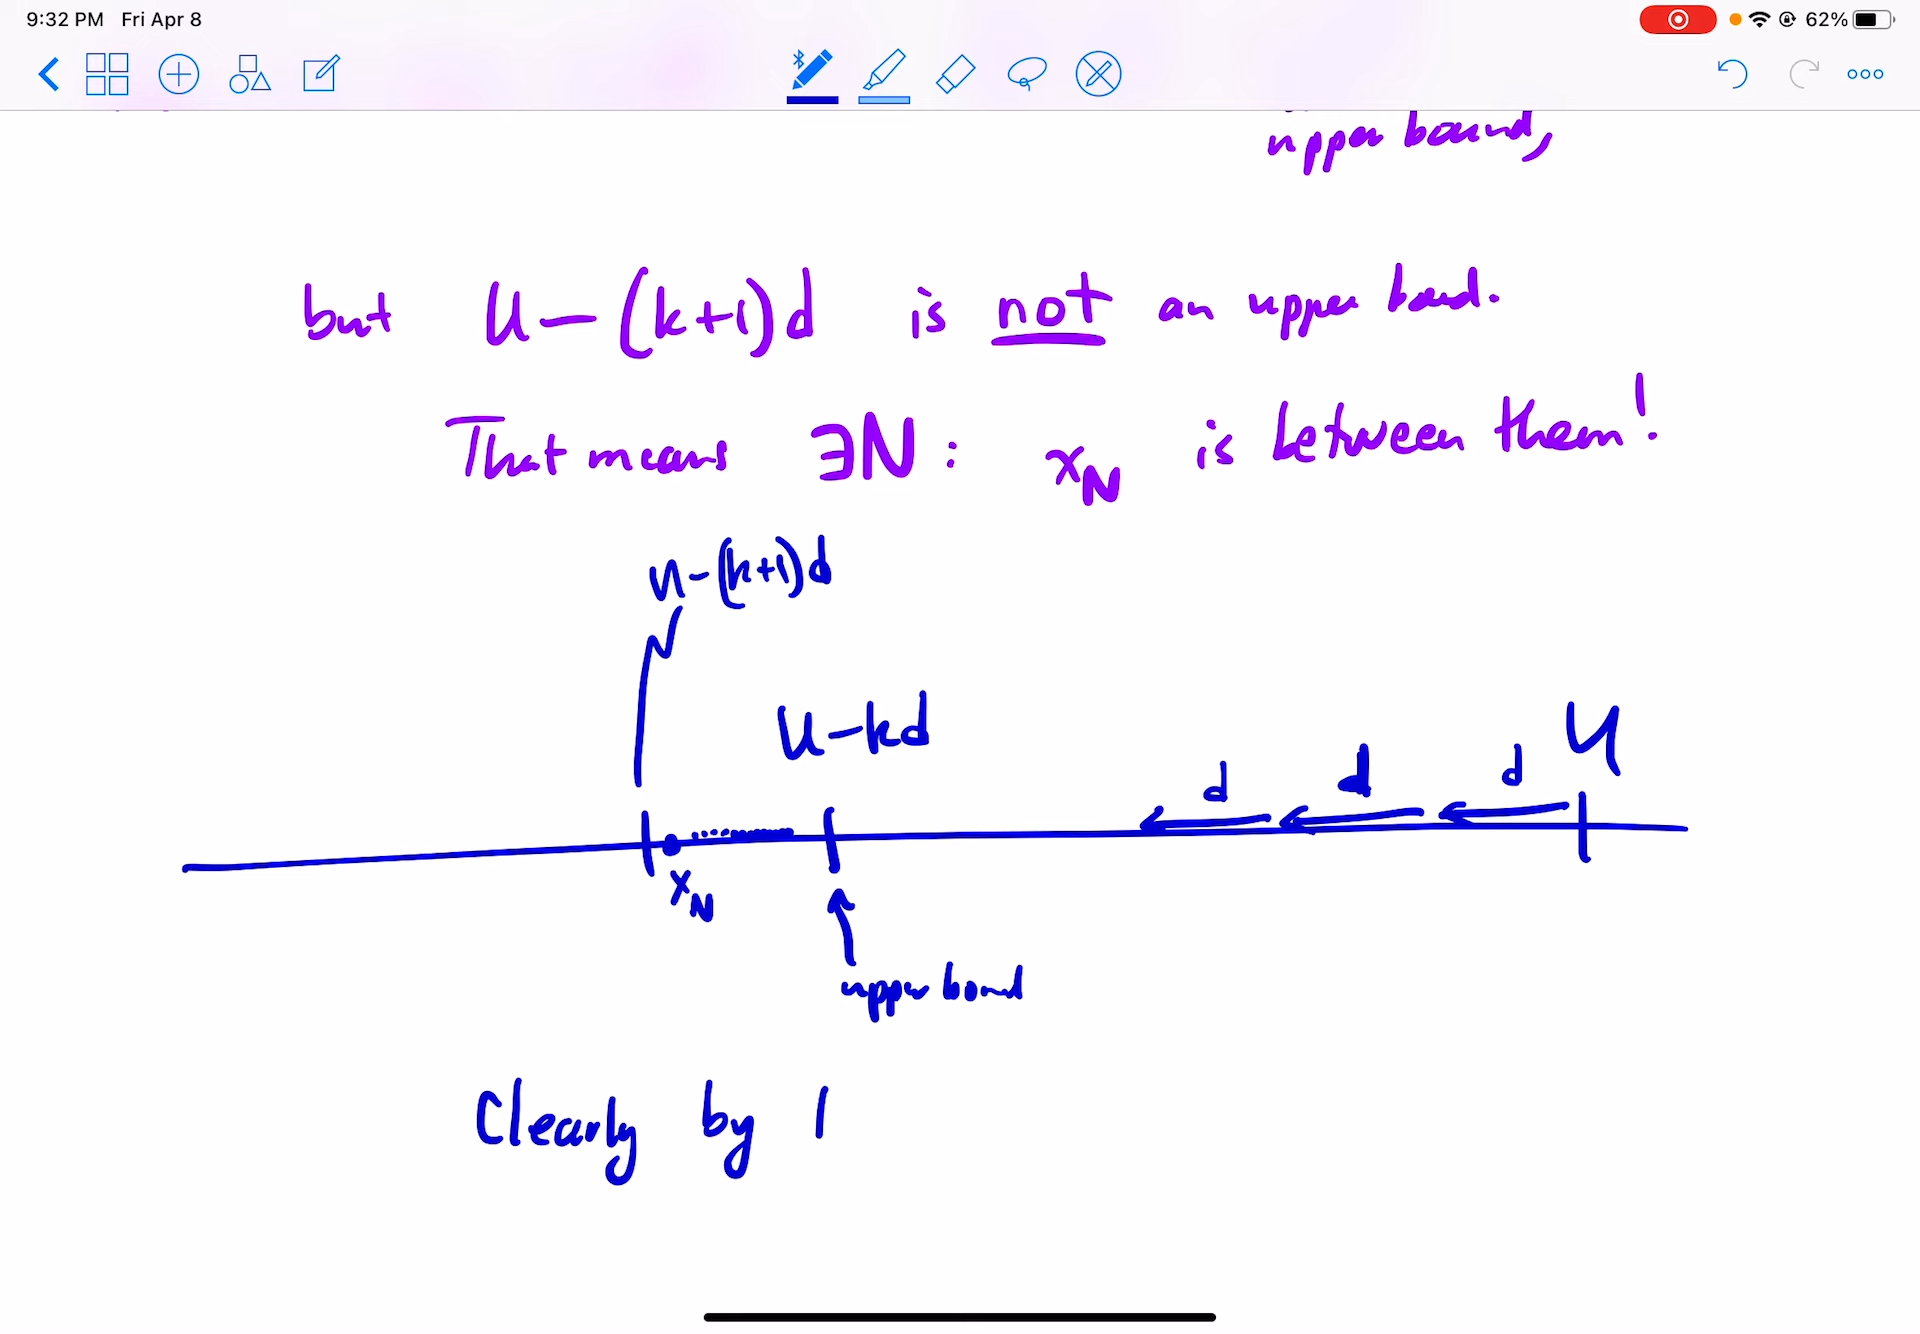 9:32 PM Fri Apr 8
62%
upper bound,
but U-(k+1)d is not an upper bound.
That means ∃N: x_N is between them!
U-(k+1)d
U-kd
U
d d d
x_N
upper bound
Clearly by